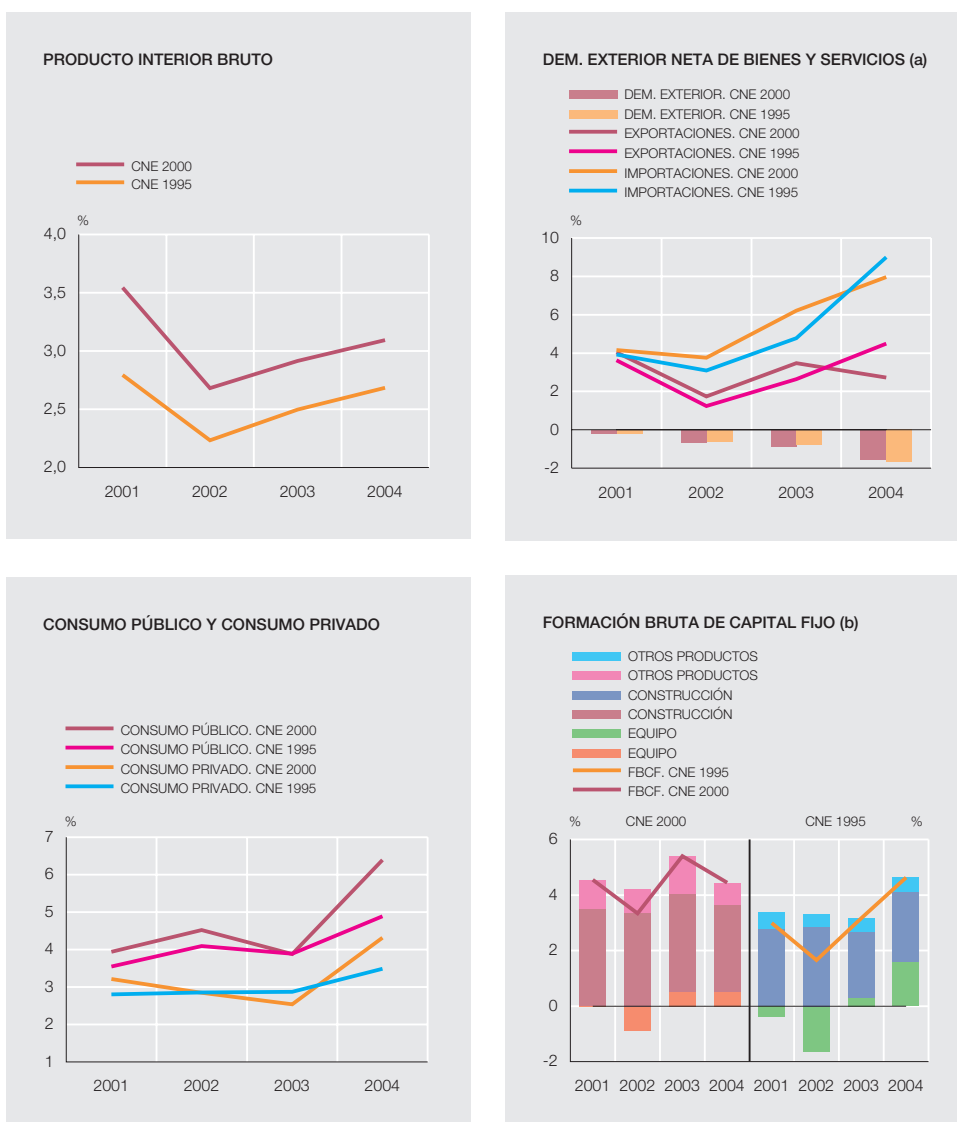 PRODUCTO INTERIOR BRUTO
CNE 2000
CNE 1995
%
4,0
3,5
3,0
2,5
2,0
2001 2002 2003 2004
DEM. EXTERIOR NETA DE BIENES Y SERVICIOS (a)
DEM. EXTERIOR. CNE 2000
DEM. EXTERIOR. CNE 1995
EXPORTACIONES. CNE 2000
EXPORTACIONES. CNE 1995
IMPORTACIONES. CNE 2000
IMPORTACIONES. CNE 1995
%
10
8
6
4
2
0
-2
2001 2002 2003 2004
CONSUMO PÚBLICO Y CONSUMO PRIVADO
CONSUMO PÚBLICO. CNE 2000
CONSUMO PÚBLICO. CNE 1995
CONSUMO PRIVADO. CNE 2000
CONSUMO PRIVADO. CNE 1995
%
7
6
5
4
3
2
1
2001 2002 2003 2004
FORMACIÓN BRUTA DE CAPITAL FIJO (b)
OTROS PRODUCTOS
OTROS PRODUCTOS
CONSTRUCCIÓN
CONSTRUCCIÓN
EQUIPO
EQUIPO
FBCF. CNE 1995
FBCF. CNE 2000
% CNE 2000 CNE 1995 %
6
4
2
0
-2
2001 2002 2003 2004 2001 2002 2003 2004